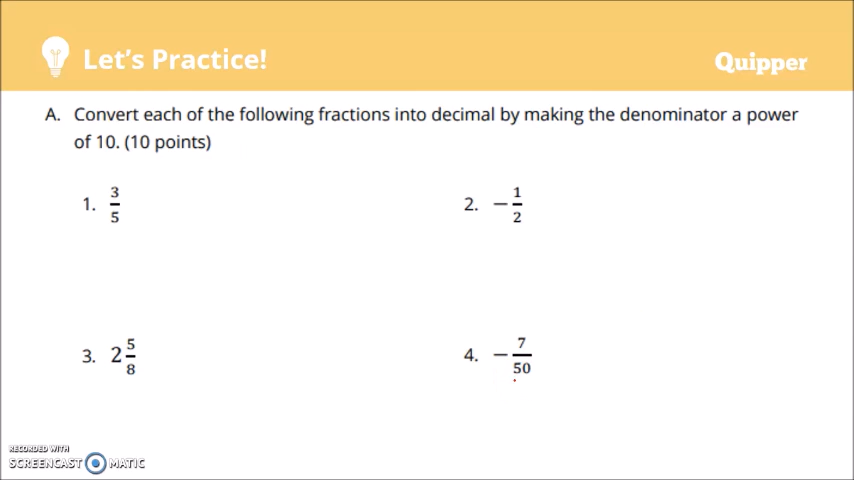 Let's Practice!
Quipper
A. Convert each of the following fractions into decimal by making the denominator a power
of 10. (10 points)
1. 3/5
2. −1/2
3. 2 5/8
4. −7/50
RECORDED WITH
SCREENCAST MATIC